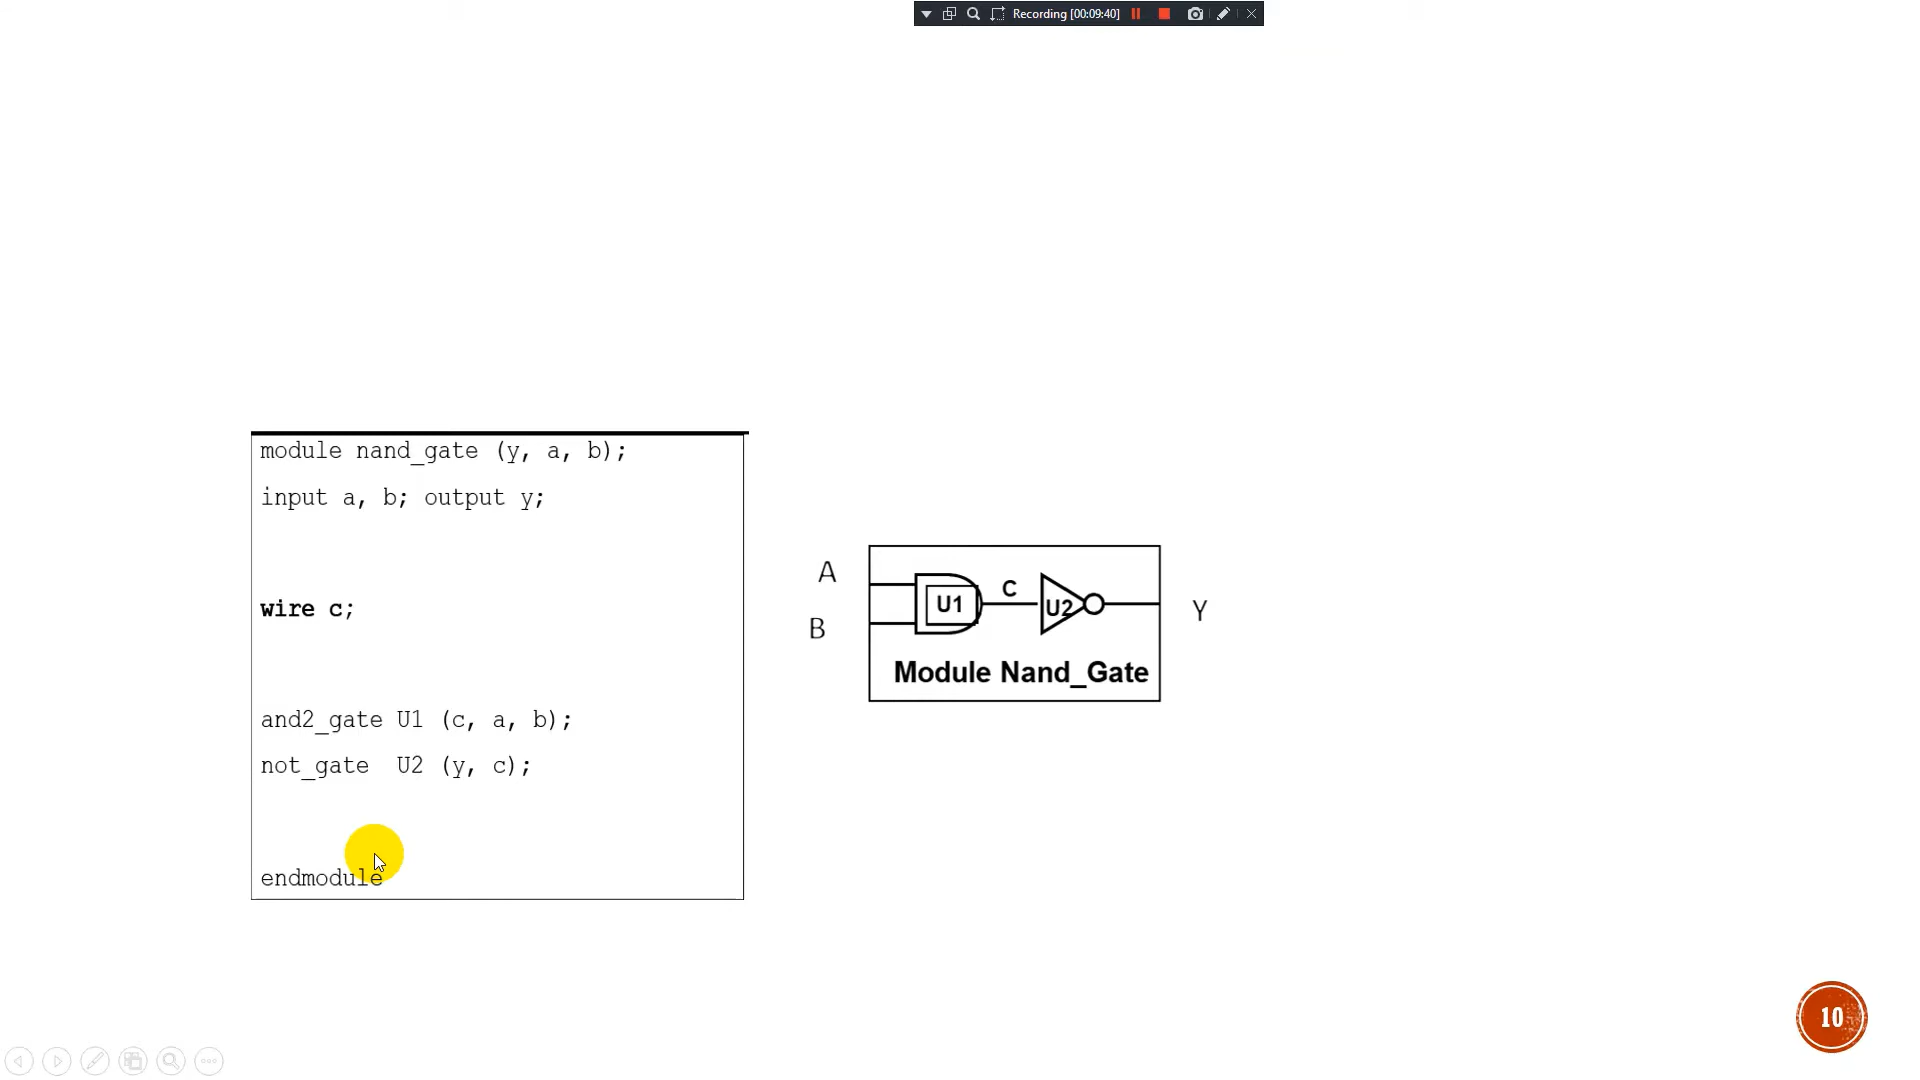 Recording [00:09:40]
module nand_gate (y, a, b);
input a, b; output y;
wire c;
and2_gate U1 (c, a, b);
not_gate  U2 (y, c);
endmodule
A
B
U1
C
U2
Y
Module Nand_Gate
10